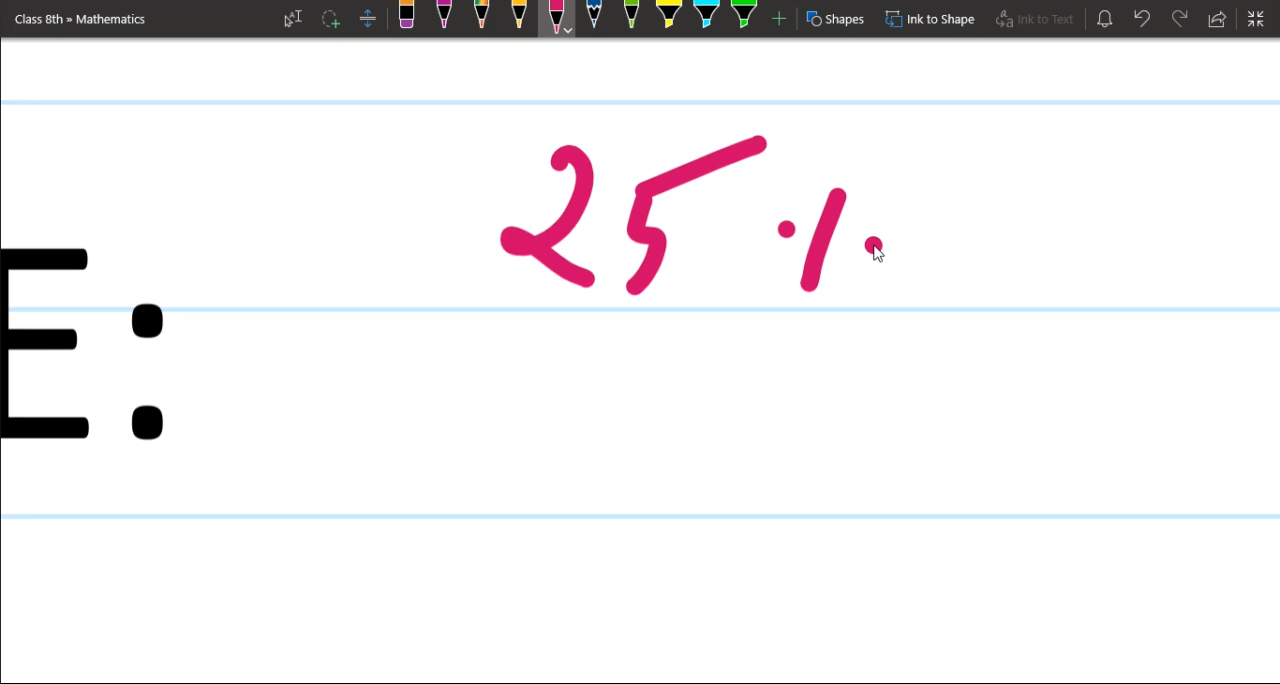 Class 8th » Mathematics
Shapes
Ink to Shape
Ink to Text
25%
E: